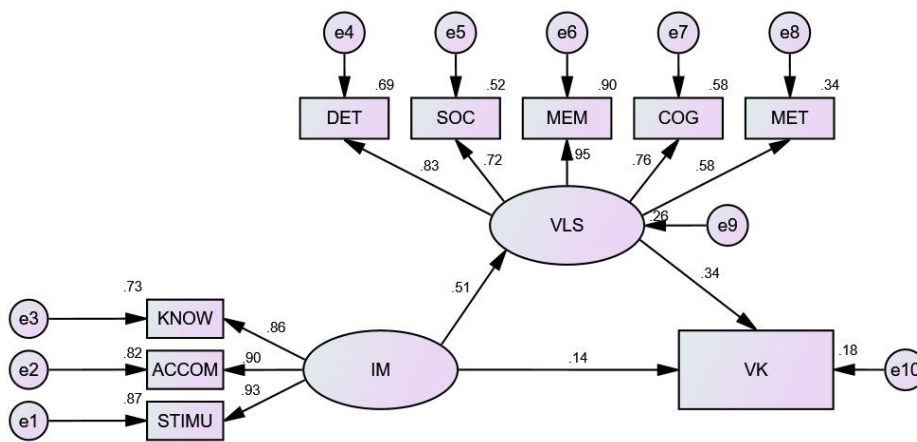 e4 e5 e6 e7 e8
.69 .52 .90 .58 .34
DET SOC MEM COG MET
.83 .72 .95 .76 .58
VLS .26 e9
.51 .34
.73
e3 KNOW .86
.82
e2 ACCOM .90 IM .14 VK .18 e10
.87 .93
e1 STIMU